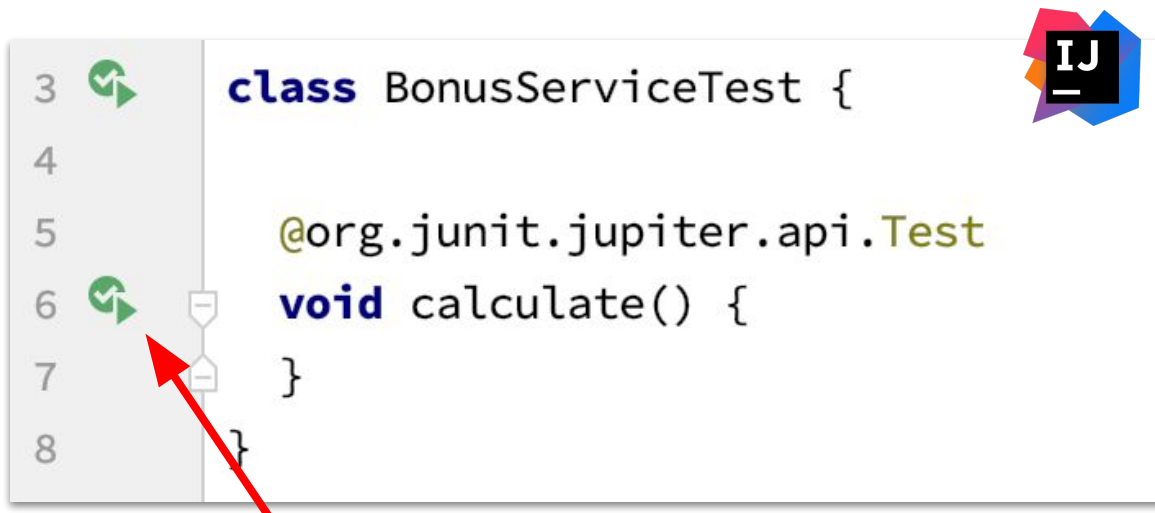 IJ
3 class BonusServiceTest {
4
5 @org.junit.jupiter.api.Test
6 void calculate() {
7 }
8 }